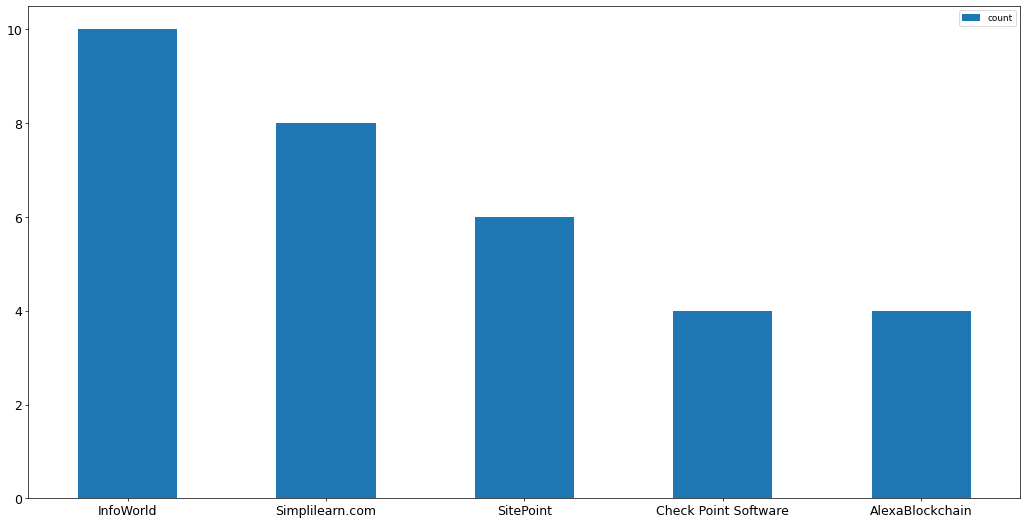 count
10
8
6
4
2
0
InfoWorld
Simplilearn.com
SitePoint
Check Point Software
AlexaBlockchain